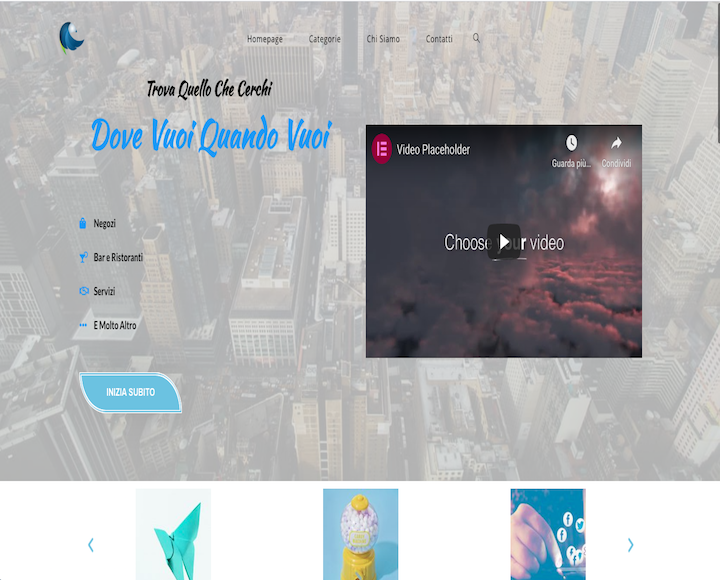 Homepage Categorie Chi Siamo Contatti
Trova Quello Che Cerchi
Dove Vuoi Quando Vuoi
Video Placeholder
Guarda più... Condividi
Choose your video
Negozi
Bar e Ristoranti
Servizi
E Molto Altro
INIZIA SUBITO